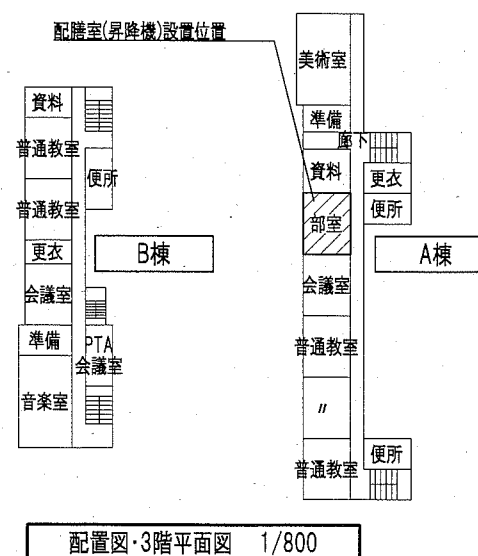 配膳室(昇降機)設置位置
資料
普通教室
便所
普通教室
更衣
会議室
準備
PTA
会議室
音楽室
B棟
美術室
準備
廊下
資料
更衣
便所
部室
会議室
普通教室
〃
普通教室
便所
A棟
配置図・3階平面図 1/800